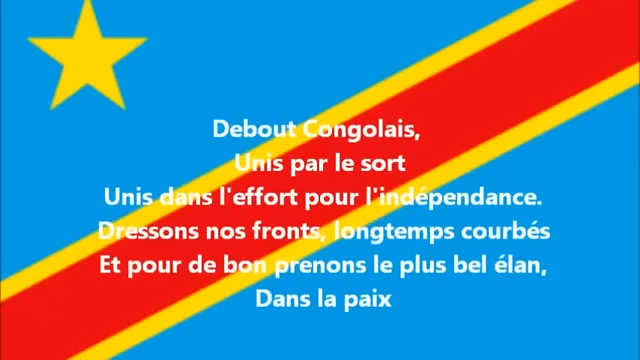 Debout Congolais,
Unis par le sort
Unis dans l'effort pour l'indépendance.
Dressons nos fronts, longtemps courbés
Et pour de bon prenons le plus bel élan,
Dans la paix